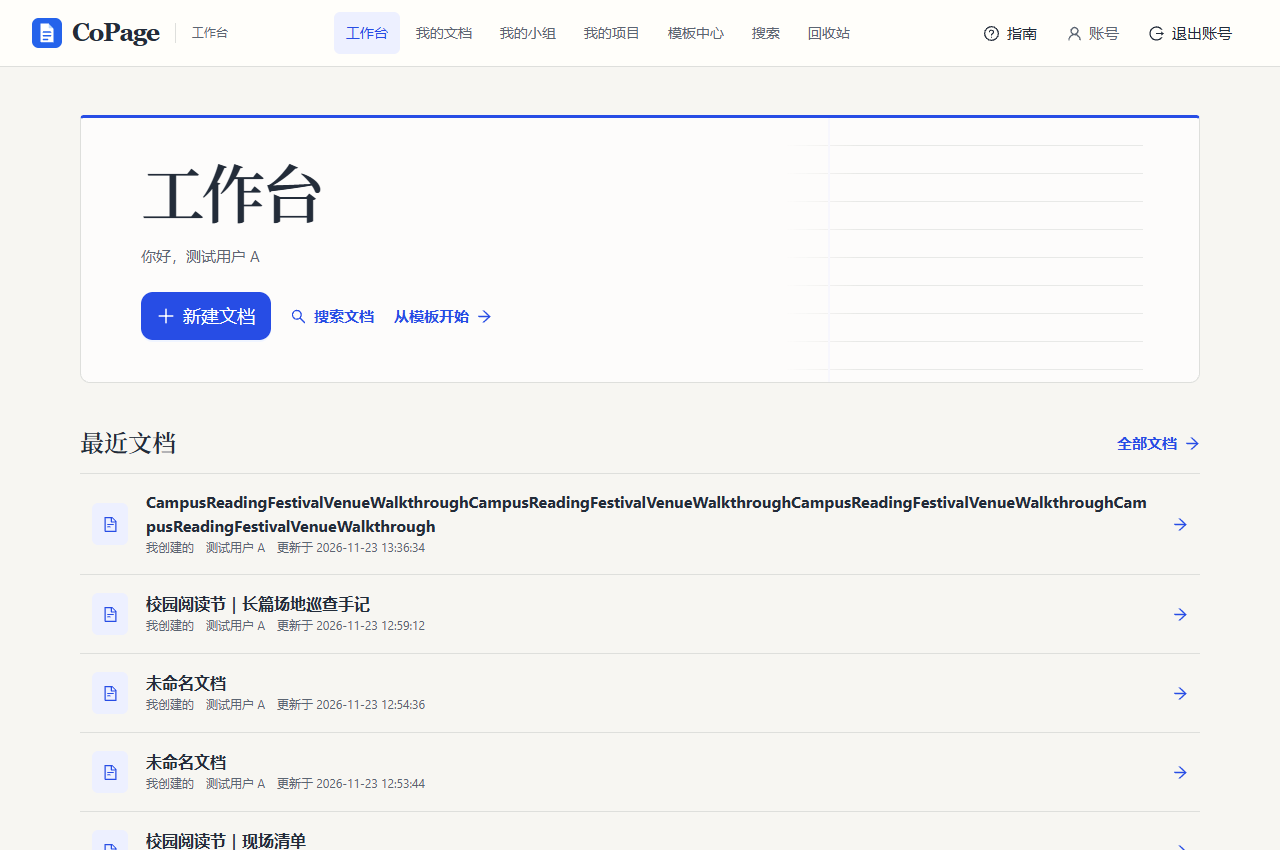 CoPage 工作台 工作台 我的文档 我的小组 我的项目 模板中心 搜索 回收站 指南 账号 退出账号
工作台
你好，测试用户 A
新建文档 搜索文档 从模板开始
最近文档 全部文档
CampusReadingFestivalVenueWalkthroughCampusReadingFestivalVenueWalkthroughCampusReadingFestivalVenueWalkthroughCam
pusReadingFestivalVenueWalkthrough
我创建的 测试用户 A 更新于 2026-11-23 13:36:34
校园阅读节｜长篇场地巡查手记
我创建的 测试用户 A 更新于 2026-11-23 12:59:12
未命名文档
我创建的 测试用户 A 更新于 2026-11-23 12:54:36
未命名文档
我创建的 测试用户 A 更新于 2026-11-23 12:53:44
校园阅读节｜现场清单